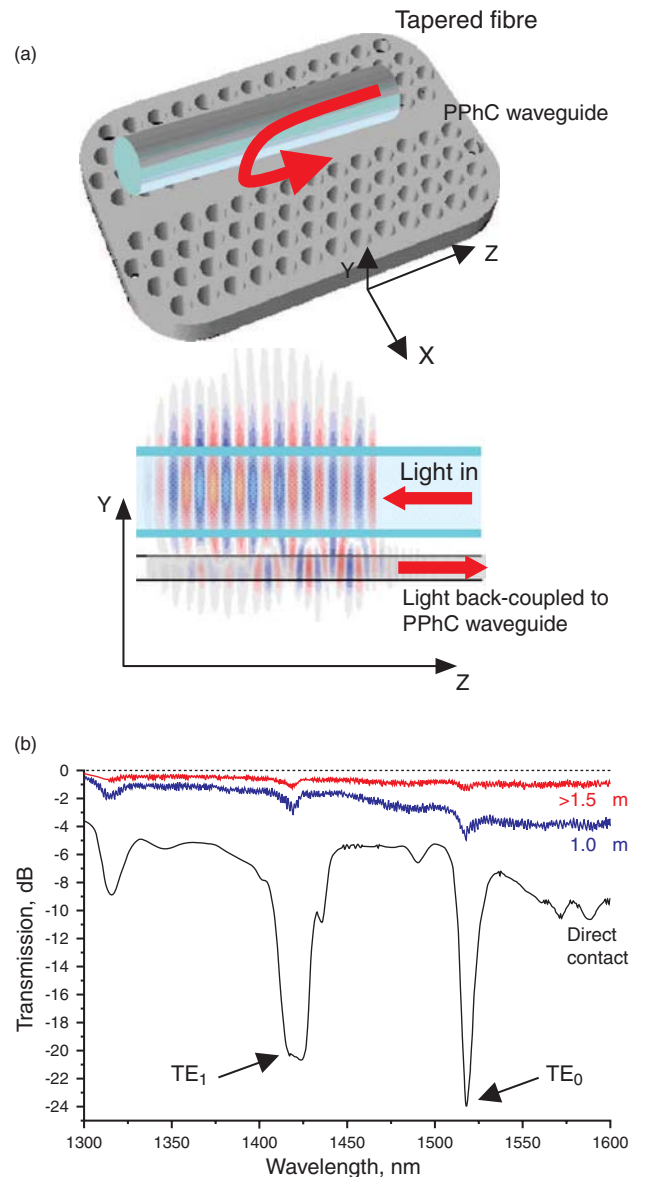 (a)
Tapered fibre
PPhC waveguide
Y
Z
X
Y
Light in
Light back-coupled to
PPhC waveguide
Z
(b)
0
-2
-4
-6
-8
-10
-12
-14
-16
-18
-20
-22
-24
Transmission, dB
>1.5 m
1.0 m
Direct
contact
TE₁
TE₀
1300 1350 1400 1450 1500 1550 1600
Wavelength, nm